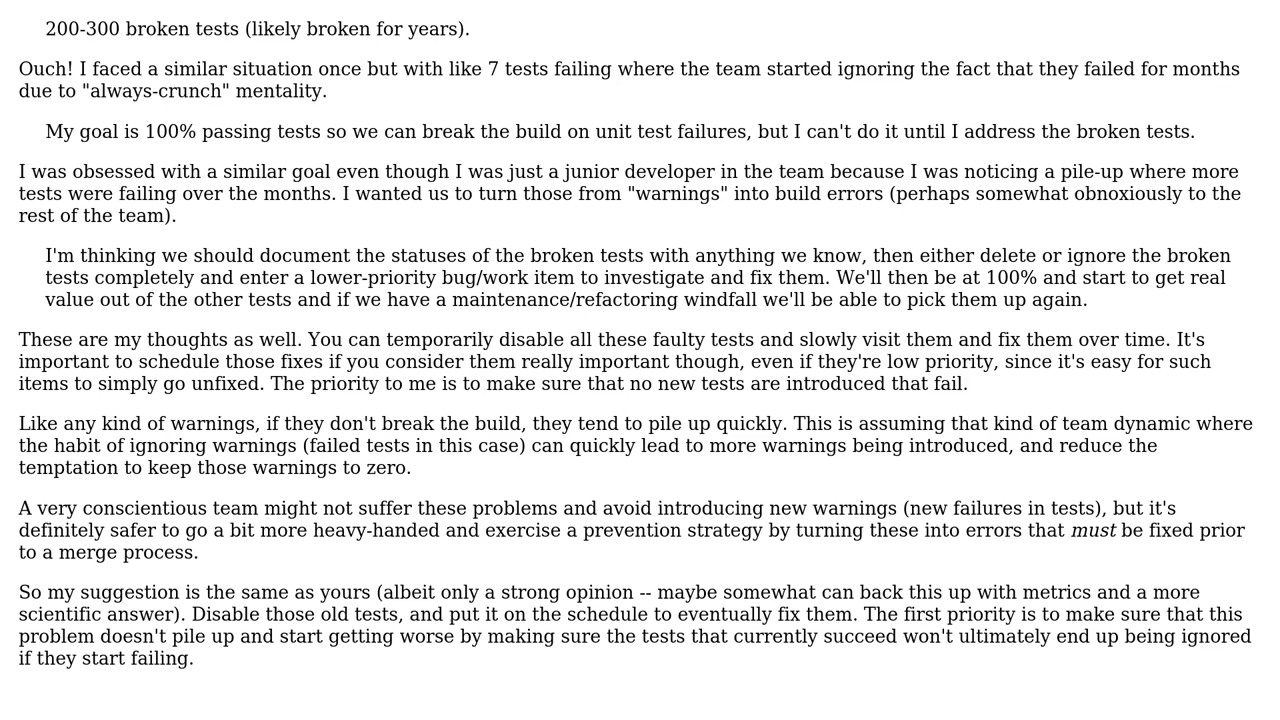 200-300 broken tests (likely broken for years).
Ouch! I faced a similar situation once but with like 7 tests failing where the team started ignoring the fact that they failed for months
due to "always-crunch" mentality.
My goal is 100% passing tests so we can break the build on unit test failures, but I can't do it until I address the broken tests.
I was obsessed with a similar goal even though I was just a junior developer in the team because I was noticing a pile-up where more
tests were failing over the months. I wanted us to turn those from "warnings" into build errors (perhaps somewhat obnoxiously to the
rest of the team).
I'm thinking we should document the statuses of the broken tests with anything we know, then either delete or ignore the broken
tests completely and enter a lower-priority bug/work item to investigate and fix them. We'll then be at 100% and start to get real
value out of the other tests and if we have a maintenance/refactoring windfall we'll be able to pick them up again.
These are my thoughts as well. You can temporarily disable all these faulty tests and slowly visit them and fix them over time. It's
important to schedule those fixes if you consider them really important though, even if they're low priority, since it's easy for such
items to simply go unfixed. The priority to me is to make sure that no new tests are introduced that fail.
Like any kind of warnings, if they don't break the build, they tend to pile up quickly. This is assuming that kind of team dynamic where
the habit of ignoring warnings (failed tests in this case) can quickly lead to more warnings being introduced, and reduce the
temptation to keep those warnings to zero.
A very conscientious team might not suffer these problems and avoid introducing new warnings (new failures in tests), but it's
definitely safer to go a bit more heavy-handed and exercise a prevention strategy by turning these into errors that must be fixed prior
to a merge process.
So my suggestion is the same as yours (albeit only a strong opinion -- maybe somewhat can back this up with metrics and a more
scientific answer). Disable those old tests, and put it on the schedule to eventually fix them. The first priority is to make sure that this
problem doesn't pile up and start getting worse by making sure the tests that currently succeed won't ultimately end up being ignored
if they start failing.